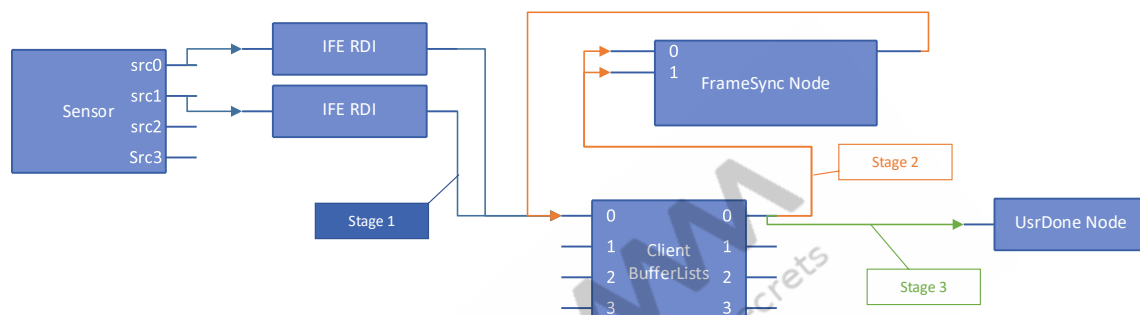 IFE RDI
IFE RDI
Sensor
src0
src1
src2
Src3
0
1
FrameSync Node
Stage 1
Stage 2
Stage 3
Client
BufferLists
0
1
2
3
0
1
2
3
UsrDone Node